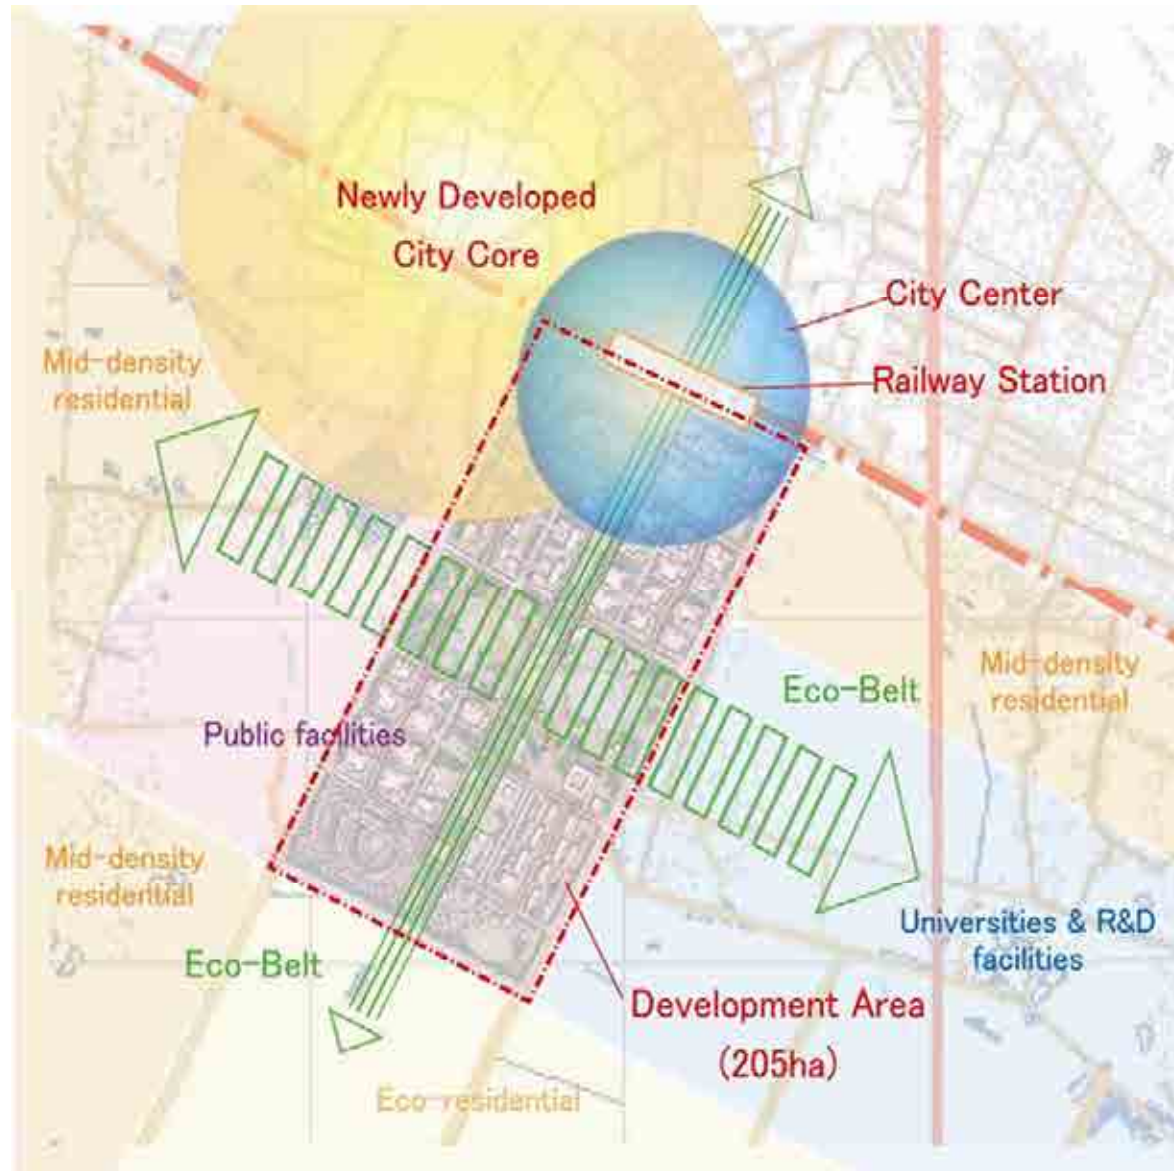 Newly Developed
City Core
City Center
Railway Station
Mid-density
residential
Mid-density
residential
Eco-Belt
Public facilities
Mid-density
residential
Universities & R&D
facilities
Eco-Belt
Development Area
(205ha)
Eco-residential